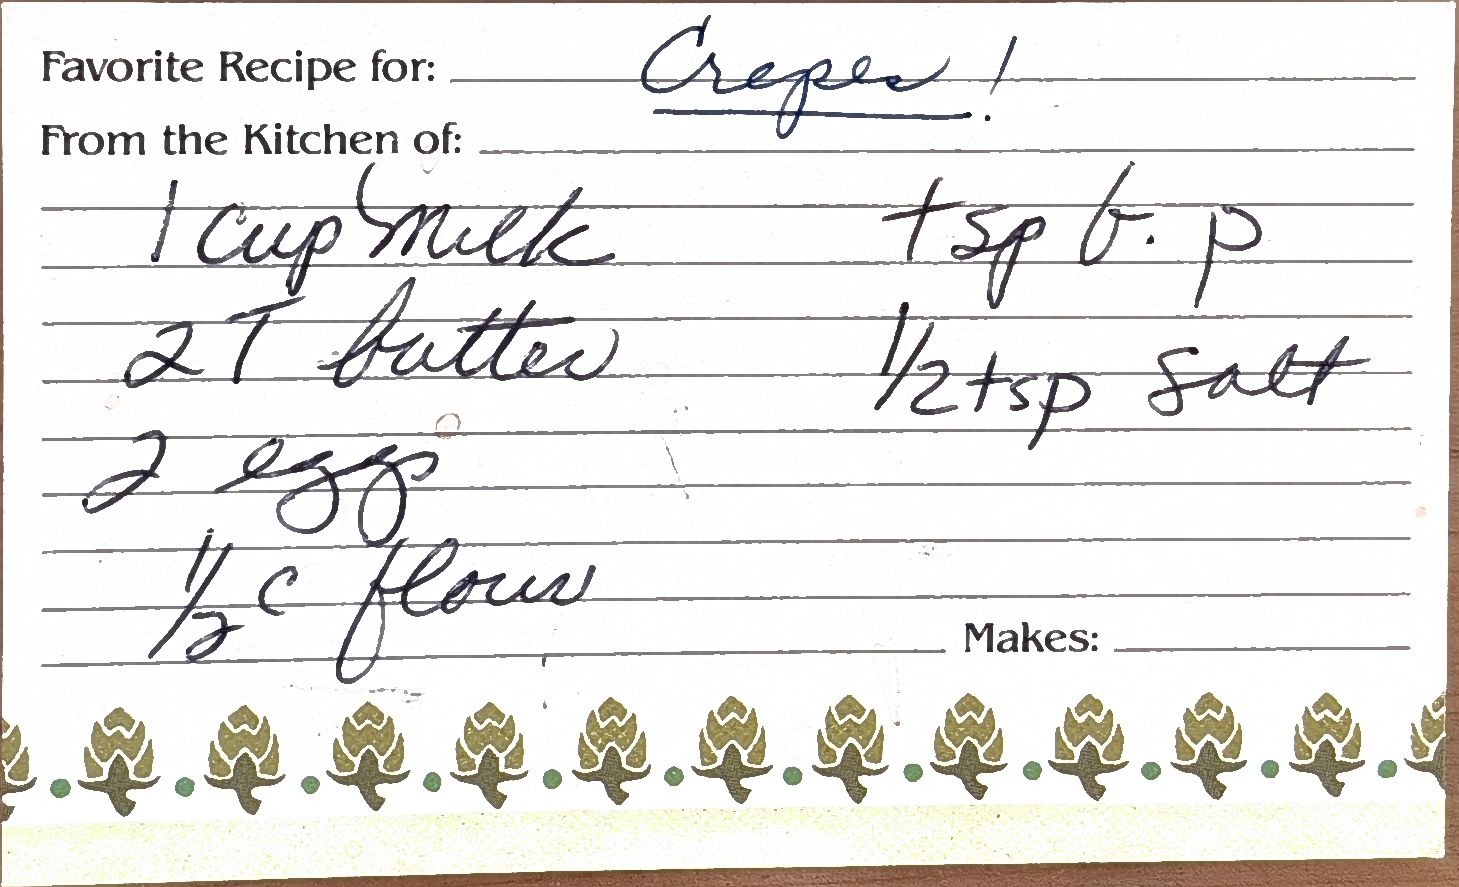 Favorite Recipe for: Crepes!
From the Kitchen of:
1 cup milk
2 T butter
2 eggs
1/2 c flour
tsp b. p
1/2 tsp salt
Makes: